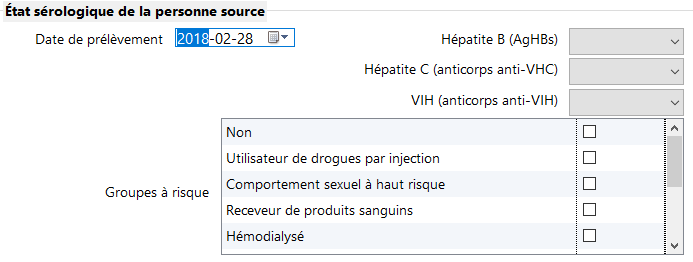 État sérologique de la personne source
Date de prélèvement 2018-02-28 Hépatite B (AgHBs)
Hépatite C (anticorps anti-VHC)
VIH (anticorps anti-VIH)
Groupes à risque
Non
Utilisateur de drogues par injection
Comportement sexuel à haut risque
Receveur de produits sanguins
Hémodialysé